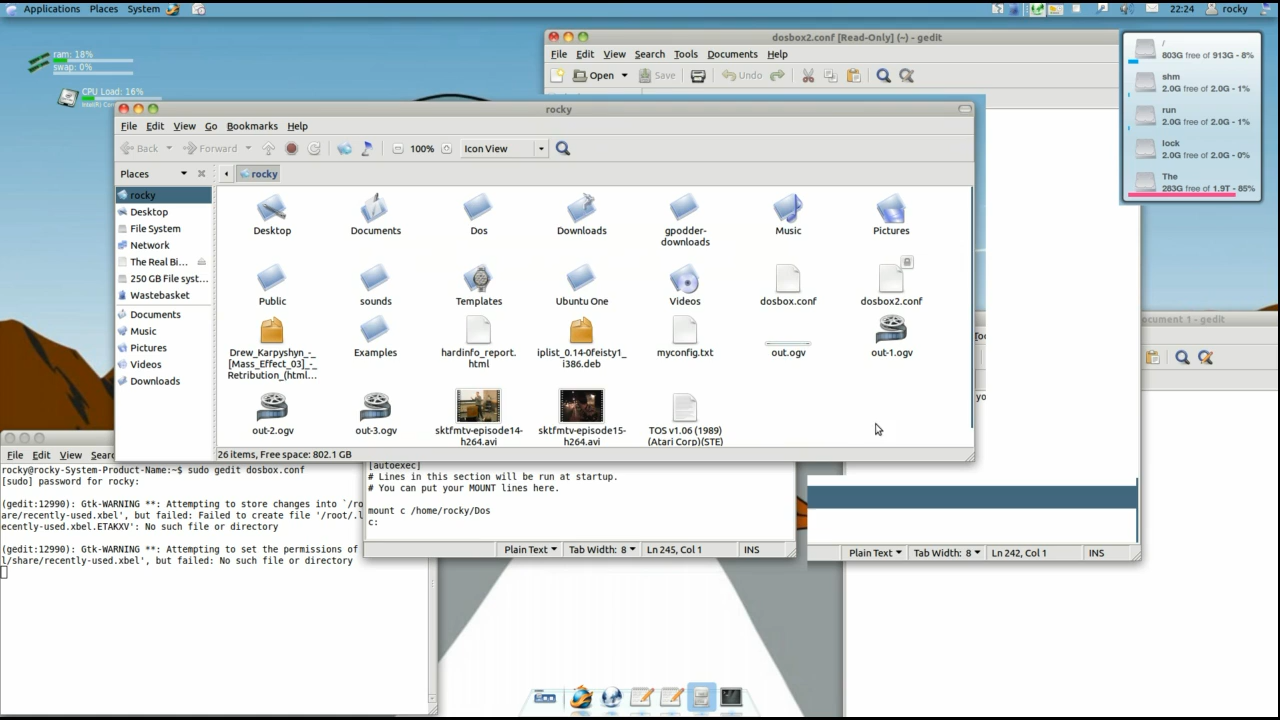 Applications Places System
22:24 rocky
ram: 18%
swap: 0%
CPU Load: 16%
dosbox2.conf [Read-Only] (~) - gedit
File Edit View Search Tools Documents Help
Open Save Undo
/
803G free of 913G - 8%
shm
2.0G free of 2.0G - 1%
run
2.0G free of 2.0G - 1%
lock
2.0G free of 2.0G - 0%
The
283G free of 1.9T - 85%
rocky
File Edit View Go Bookmarks Help
Back Forward 100% Icon View
Places rocky
rocky
Desktop
File System
Network
The Real Bi...
250 GB File syst...
Wastebasket
Documents
Music
Pictures
Videos
Downloads
Desktop Documents Dos Downloads gpodder-
downloads Music Pictures
Public sounds Templates Ubuntu One Videos dosbox.conf dosbox2.conf
Drew_Karpyshyn_-_
[Mass_Effect_03]_-_
Retribution_(html...
Examples
hardinfo_report.
html
iplist_0.14-0feisty1_
i386.deb
myconfig.txt
out.ogv
out-1.ogv
out-2.ogv
out-3.ogv
sktfmtv-episode14-
h264.avi
sktfmtv-episode15-
h264.avi
TOS v1.06 (1989)
(Atari Corp)(STE)
26 items, Free space: 802.1 GB
ocument 1 - gedit
File Edit View Sear
rocky@rocky-System-Product-Name:~$ sudo gedit dosbox.conf
[sudo] password for rocky:
(gedit:12990): Gtk-WARNING **: Attempting to store changes into `/ro
are/recently-used.xbel', but failed: Failed to create file '/root/.l
ecently-used.xbel.ETAKXV': No such file or directory
(gedit:12990): Gtk-WARNING **: Attempting to set the permissions of
l/share/recently-used.xbel', but failed: No such file or directory
[autoexec]
# Lines in this section will be run at startup.
# You can put your MOUNT lines here.
mount c /home/rocky/Dos
c:
Plain Text Tab Width: 8 Ln 245, Col 1 INS
Plain Text Tab Width: 8 Ln 242, Col 1 INS